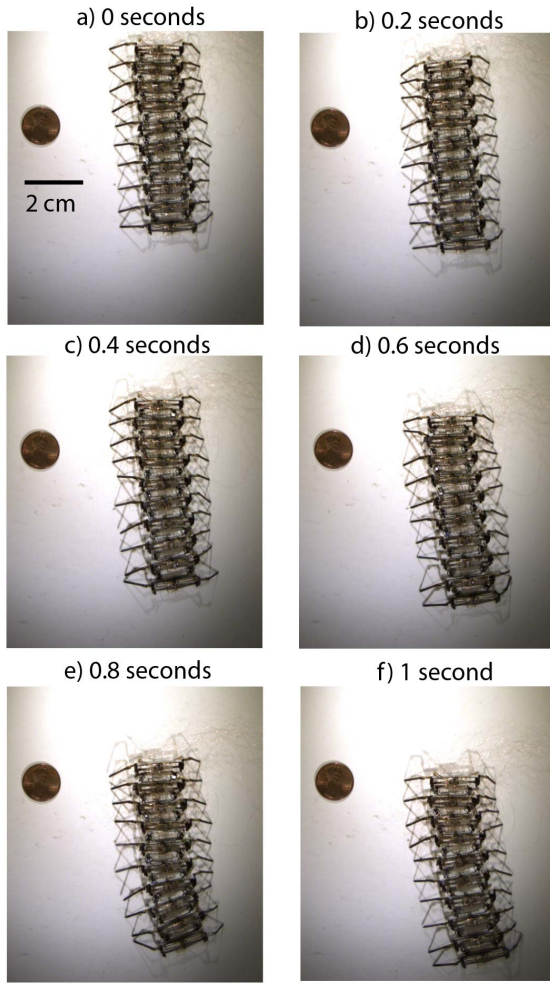 a) 0 seconds
b) 0.2 seconds
2 cm
c) 0.4 seconds
d) 0.6 seconds
e) 0.8 seconds
f) 1 second